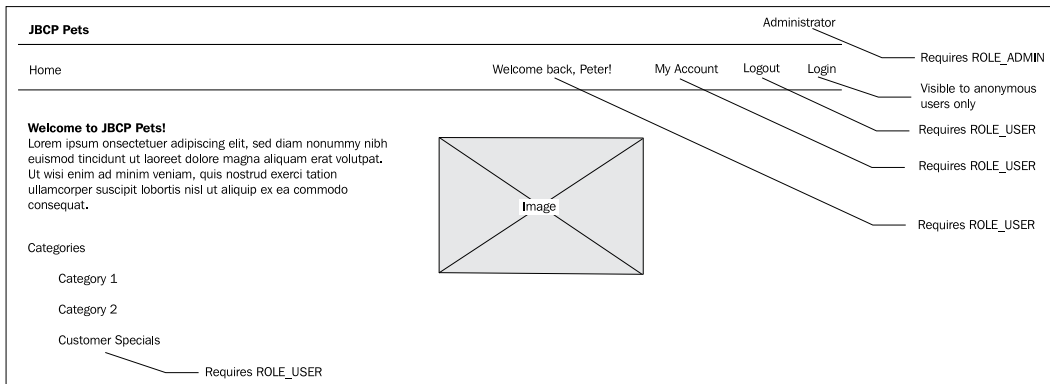 JBCP Pets
Administrator
Requires ROLE_ADMIN
Home
Welcome back, Peter!
My Account
Logout
Login
Visible to anonymous
users only
Requires ROLE_USER
Requires ROLE_USER
Requires ROLE_USER
Welcome to JBCP Pets!
Lorem ipsum onsectetuer adipiscing elit, sed diam nonummy nibh
euismod tincidunt ut laoreet dolore magna aliquam erat volutpat.
Ut wisi enim ad minim veniam, quis nostrud exerci tation
ullamcorper suscipit lobortis nisl ut aliquip ex ea commodo
consequat.
Image
Categories
Category 1
Category 2
Customer Specials
Requires ROLE_USER